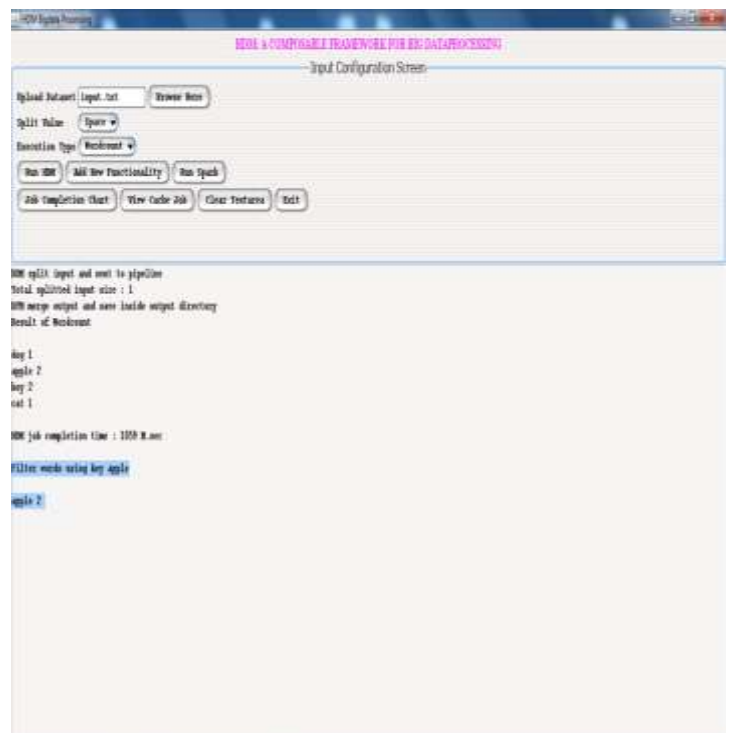 HDM Bigdata Processing
HDM: A COMPOSABLE FRAMEWORK FOR BIG DATAPROCESSING
Input Configuration Screen
Upload Dataset input.txt Browse Here
Split Value Space
Execution Type Wordcount
Run HDM Add New Functionality Run Spark
Job Completion Chart View Cache Job Clear Textarea Exit
HDM split input and sent to pipeline
Total splitted input size : 1
HDM merge output and save inside output directory
Result of Wordcount
dog 1
apple 2
boy 2
cat 1
HDM job completion time : 1059 M.sec
Filter words using key apple
apple 2